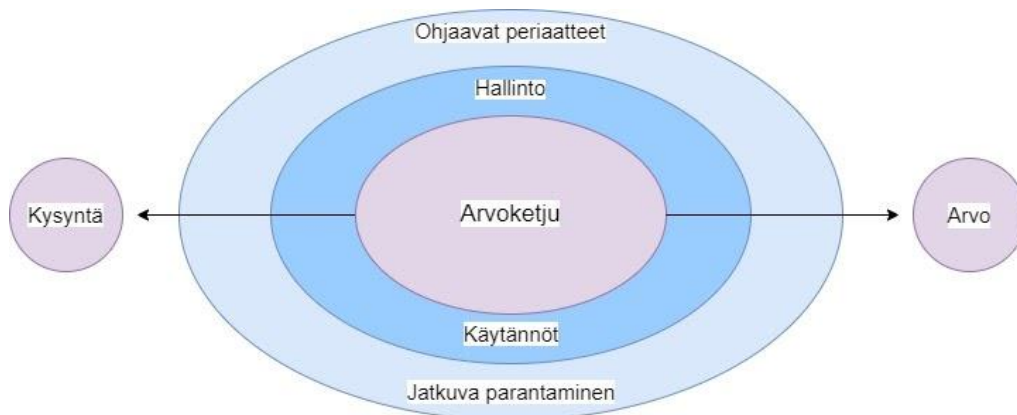 Ohjaavat periaatteet
Hallinto
Kysyntä
Arvoketju
Arvo
Käytännöt
Jatkuva parantaminen